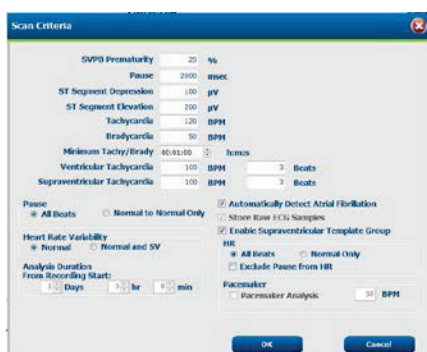 Scan Criteria
SVPB Prematurity 25 %
Pause 2000 msec
ST Segment Depression 100 µV
ST Segment Elevation 200 µV
Tachycardia 120 BPM
Bradycardia 50 BPM
Minimum Tachy/Brady 00:01:00 h:m:s
Ventricular Tachycardia 100 BPM 3 Beats
Supraventricular Tachycardia 100 BPM 3 Beats
Pause
All Beats Normal to Normal Only
Heart Rate Variability
Normal Normal and SV
Analysis Duration
From Recording Start:
Days hr 0 min
Automatically Detect Atrial Fibrillation
Store Raw ECG Samples
Enable Supraventricular Template Group
HR
All Beats Normal Only
Exclude Pause from HR
Pacemaker
Pacemaker Analysis 50 BPM
OK Cancel